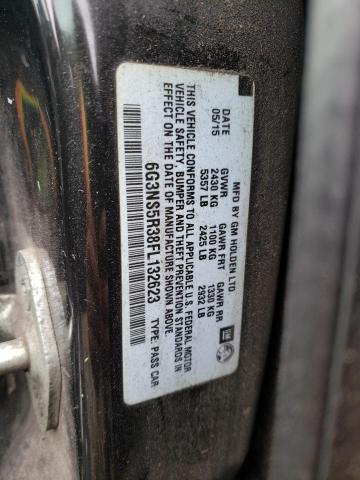 MFD BY GM HOLDEN LTD
DATE GVWR GAWR FRT GAWR RR
05/15 2430 KG 1100 KG 1330 KG
5357 LB 2425 LB 2932 LB
THIS VEHICLE CONFORMS TO ALL APPLICABLE U.S. FEDERAL MOTOR
VEHICLE SAFETY, BUMPER AND THEFT PREVENTION STANDARDS IN
EFFECT ON THE DATE OF MANUFACTURE SHOWN ABOVE.
6G3NS5R38FL132623 TYPE: PASS CAR
GM